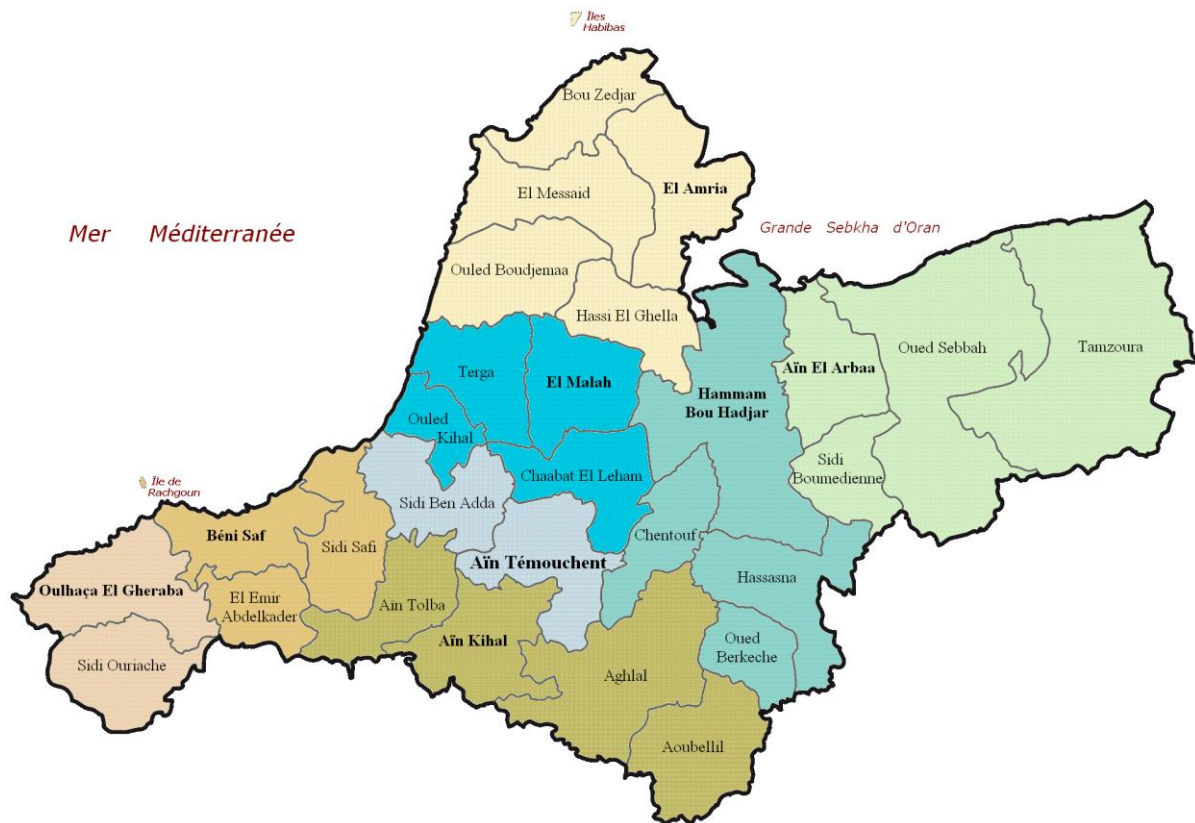 Îles
Habibas
Bou Zedjar
El Messaid
El Amria
Mer Méditerranée
Grande Sebkha d'Oran
Ouled Boudjemaa
Hassi El Ghella
Oued Sebbah
Tamzoura
Terga
El Malah
Aïn El Arbaa
Hammam
Bou Hadjar
Ouled
Kihal
Sidi
Boumedienne
Chaabat El Leham
Île de
Rachgoun
Sidi Ben Adda
Béni Saf
Sidi Safi
Chentouf
Aïn Témouchent
Hassasna
Oulhaça El Gheraba
El Emir
Abdelkader
Aïn Tolba
Aïn Kihal
Oued
Berkeche
Sidi Ouriache
Aghlal
Aoubellil